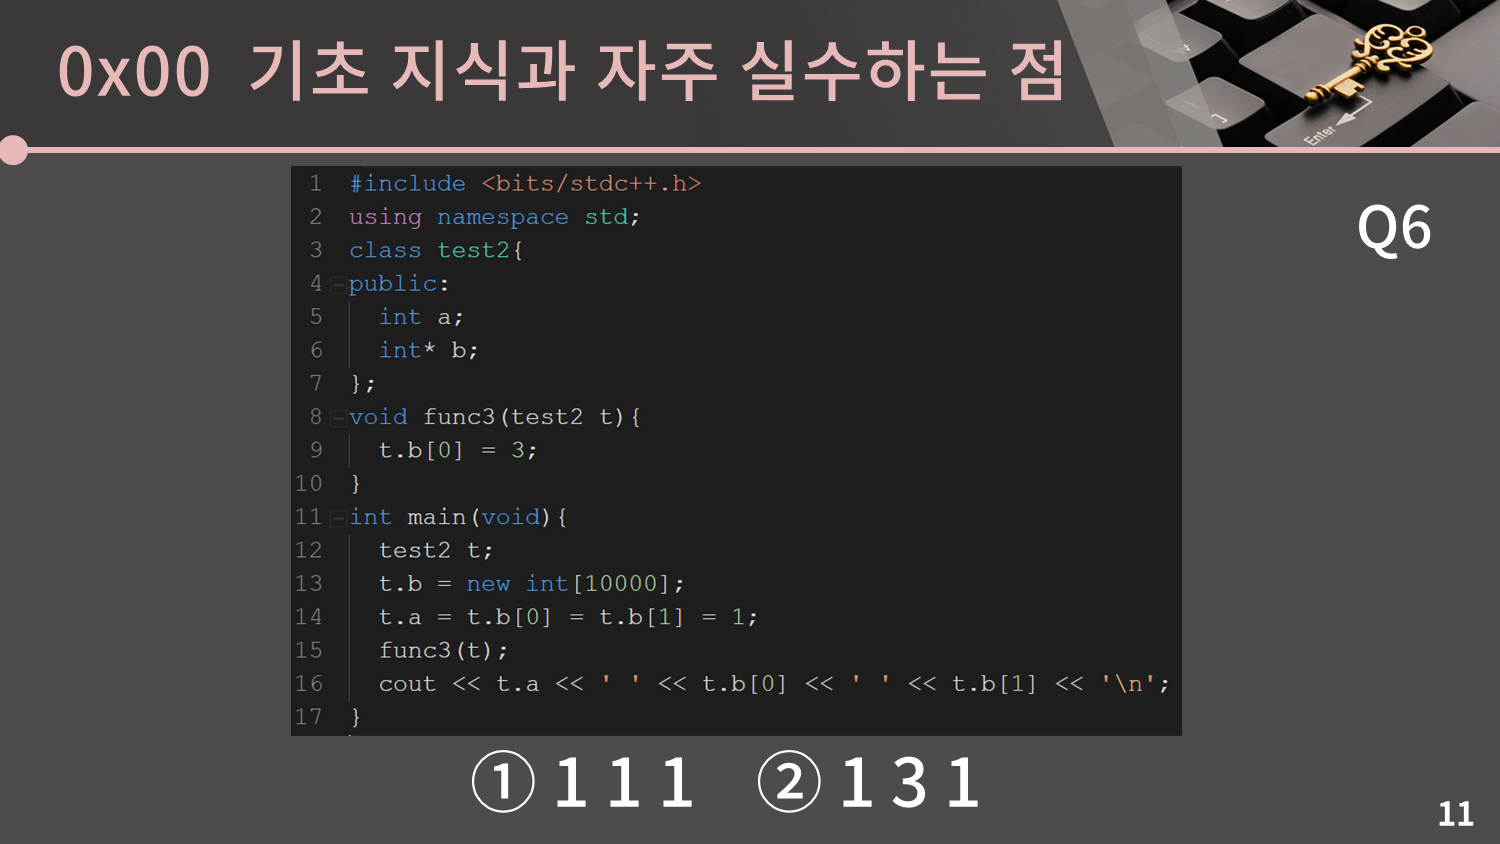 0x00 기초 지식과 자주 실수하는 점
Enter
Q6
1 #include <bits/stdc++.h>
2 using namespace std;
3 class test2{
4 public:
5 int a;
6 int* b;
7 };
8 void func3(test2 t){
9 t.b[0] = 3;
10 }
11 int main(void){
12 test2 t;
13 t.b = new int[10000];
14 t.a = t.b[0] = t.b[1] = 1;
15 func3(t);
16 cout << t.a << ' ' << t.b[0] << ' ' << t.b[1] << '\n';
17 }
① 1 1 1 ② 1 3 1
11